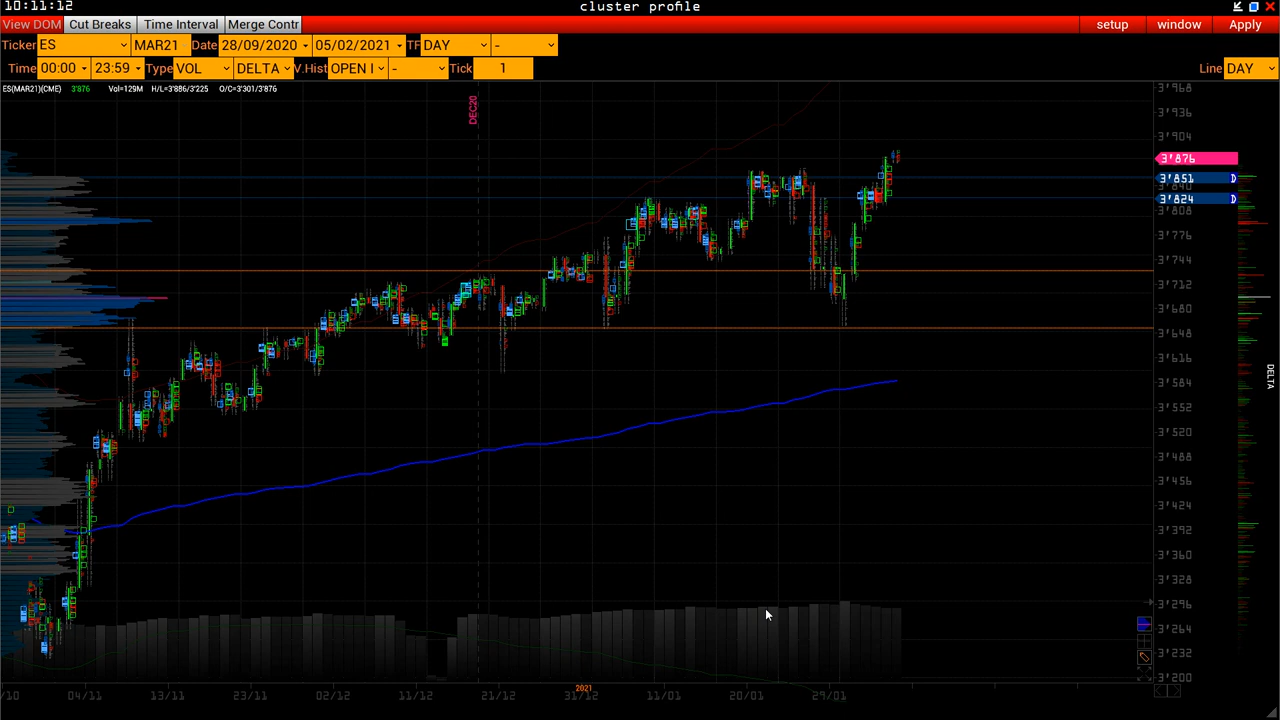 10:11:12 cluster profile
View DOM Cut Breaks Time Interval Merge Contr setup window Apply
Ticker ES MAR21 Date 28/09/2020 05/02/2021 TF DAY -
Time 00:00 23:59 Type VOL DELTA V.Hist OPEN I - Tick 1 Line DAY
ES(MAR21)(CME) 3'876 Vol=129M H/L=3'886/3'225 O/C=3'301/3'876
3'968
3'936
DEC20
3'904
3'876
3'851 D
3'840
3'824 D
3'808
3'776
3'744
3'712
3'680
3'648
3'616
3'584
DELTA
3'552
3'520
3'488
3'456
3'424
3'392
3'360
3'328
3'296
3'264
3'232
3'200
2021
/10 04/11 13/11 23/11 02/12 11/12 21/12 31/12 11/01 20/01 29/01